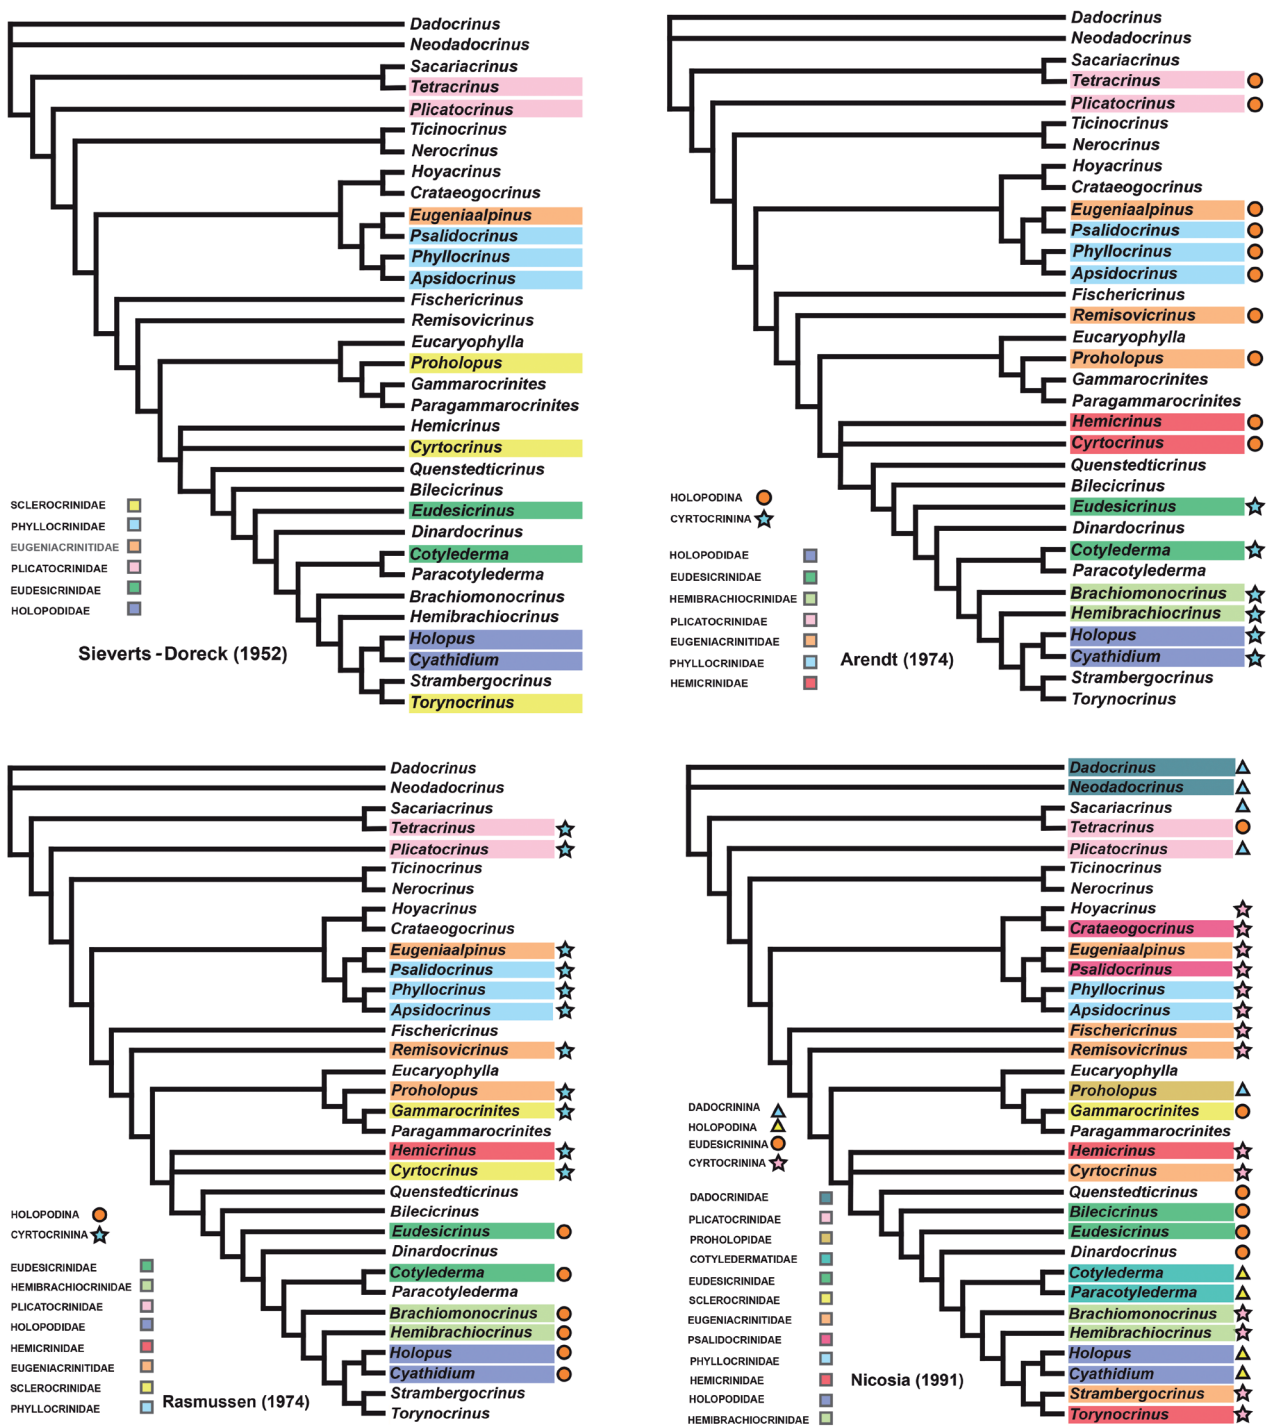 Dadocrinus
Neodadocrinus
Sacariacrinus
Tetracrinus
Plicatocrinus
Ticinocrinus
Nerocrinus
Hoyacrinus
Crataeogocrinus
Eugeniaalpinus
Psalidocrinus
Phyllocrinus
Apsidocrinus
Fischericrinus
Remisovicrinus
Eucaryophylla
Proholopus
Gammarocrinites
Paragammarocrinites
Hemicrinus
Cyrtocrinus
Quenstedticrinus
Bilecicrinus
Eudesicrinus
Dinardocrinus
Cotylederma
Paracotylederma
Brachiomonocrinus
Hemibrachiocrinus
Holopus
Cyathidium
Strambergocrinus
Torynocrinus
SCLEROCRINIDAE
PHYLLOCRINIDAE
EUGENIACRINITIDAE
PLICATOCRINIDAE
EUDESICRINIDAE
HOLOPODIDAE
Sieverts-Doreck (1952)
Dadocrinus
Neodadocrinus
Sacariacrinus
Tetracrinus
Plicatocrinus
Ticinocrinus
Nerocrinus
Hoyacrinus
Crataeogocrinus
Eugeniaalpinus
Psalidocrinus
Phyllocrinus
Apsidocrinus
Fischericrinus
Remisovicrinus
Eucaryophylla
Proholopus
Gammarocrinites
Paragammarocrinites
Hemicrinus
Cyrtocrinus
Quenstedticrinus
Bilecicrinus
Eudesicrinus
Dinardocrinus
Cotylederma
Paracotylederma
Brachiomonocrinus
Hemibrachiocrinus
Holopus
Cyathidium
Strambergocrinus
Torynocrinus
HOLOPODINA
CYRTOCRININA
HOLOPODIDAE
EUDESICRINIDAE
HEMIBRACHIOCRINIDAE
PLICATOCRINIDAE
EUGENIACRINITIDAE
PHYLLOCRINIDAE
HEMICRINIDAE
Arendt (1974)
Dadocrinus
Neodadocrinus
Sacariacrinus
Tetracrinus
Plicatocrinus
Ticinocrinus
Nerocrinus
Hoyacrinus
Crataeogocrinus
Eugeniaalpinus
Psalidocrinus
Phyllocrinus
Apsidocrinus
Fischericrinus
Remisovicrinus
Eucaryophylla
Proholopus
Gammarocrinites
Paragammarocrinites
Hemicrinus
Cyrtocrinus
Quenstedticrinus
Bilecicrinus
Eudesicrinus
Dinardocrinus
Cotylederma
Paracotylederma
Brachiomonocrinus
Hemibrachiocrinus
Holopus
Cyathidium
Strambergocrinus
Torynocrinus
HOLOPODINA
CYRTOCRININA
EUDESICRINIDAE
HEMIBRACHIOCRINIDAE
PLICATOCRINIDAE
HOLOPODIDAE
HEMICRINIDAE
EUGENIACRINITIDAE
SCLEROCRINIDAE
PHYLLOCRINIDAE
Rasmussen (1974)
Dadocrinus
Neodadocrinus
Sacariacrinus
Tetracrinus
Plicatocrinus
Ticinocrinus
Nerocrinus
Hoyacrinus
Crataeogocrinus
Eugeniaalpinus
Psalidocrinus
Phyllocrinus
Apsidocrinus
Fischericrinus
Remisovicrinus
Eucaryophylla
Proholopus
Gammarocrinites
Paragammarocrinites
Hemicrinus
Cyrtocrinus
Quenstedticrinus
Bilecicrinus
Eudesicrinus
Dinardocrinus
Cotylederma
Paracotylederma
Brachiomonocrinus
Hemibrachiocrinus
Holopus
Cyathidium
Strambergocrinus
Torynocrinus
DADOCRININA
HOLOPODINA
EUDESICRININA
CYRTOCRININA
DADOCRINIDAE
PLICATOCRINIDAE
PROHOLOPIDAE
COTYLEDERMATIDAE
EUDESICRINIDAE
SCLEROCRINIDAE
EUGENIACRINITIDAE
PSALIDOCRINIDAE
PHYLLOCRINIDAE
HEMICRINIDAE
HOLOPODIDAE
HEMIBRACHIOCRINIDAE
Nicosia (1991)